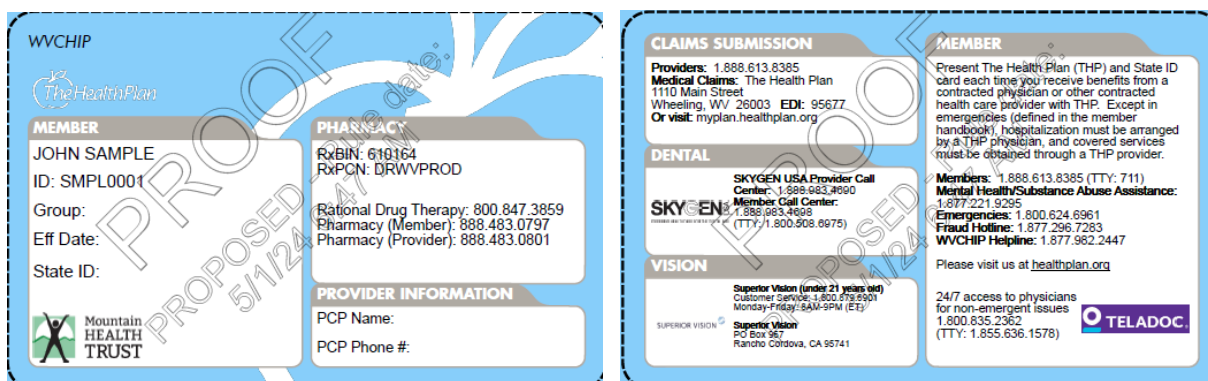 WVCHIP
The Health Plan
MEMBER
JOHN SAMPLE
ID: SMPL0001
Group:
Eff Date:
State ID:
Mountain
HEALTH
TRUST
PHARMACY
RxBIN: 610164
RxPCN: DRWVPROD
Rational Drug Therapy: 800.847.3859
Pharmacy (Member): 888.483.0797
Pharmacy (Provider): 888.483.0801
PROVIDER INFORMATION
PCP Name:
PCP Phone #:
PROOF
PROPOSED - Rule date:
5/1/24
CLAIMS SUBMISSION
Providers: 1.888.613.8385
Medical Claims: The Health Plan
1110 Main Street
Wheeling, WV 26003 EDI: 95677
Or visit: myplan.healthplan.org
DENTAL
SKYGEN
SKYGEN USA Provider Call
Center: 1.888.983.4690
Member Call Center:
1.888.983.4698
(TTY: 1.800.508.6975)
VISION
SUPERIOR VISION
Superior Vision (under 21 years old)
Customer Service: 1.800.879.6901
Monday-Friday: 8AM-9PM (ET)
Superior Vision
PO Box 967
Rancho Cordova, CA 95741
MEMBER
Present The Health Plan (THP) and State ID
card each time you receive benefits from a
contracted physician or other contracted
health care provider with THP. Except in
emergencies (defined in the member
handbook), hospitalization must be arranged
by a THP physician, and covered services
must be obtained through a THP provider.
Members: 1.888.613.8385 (TTY: 711)
Mental Health/Substance Abuse Assistance:
1.877.221.9295
Emergencies: 1.800.624.6961
Fraud Hotline: 1.877.296.7283
WVCHIP Helpline: 1.877.982.2447
Please visit us at healthplan.org
24/7 access to physicians
for non-emergent issues
1.800.835.2362
(TTY: 1.855.636.1578)
TELADOC
PROOF